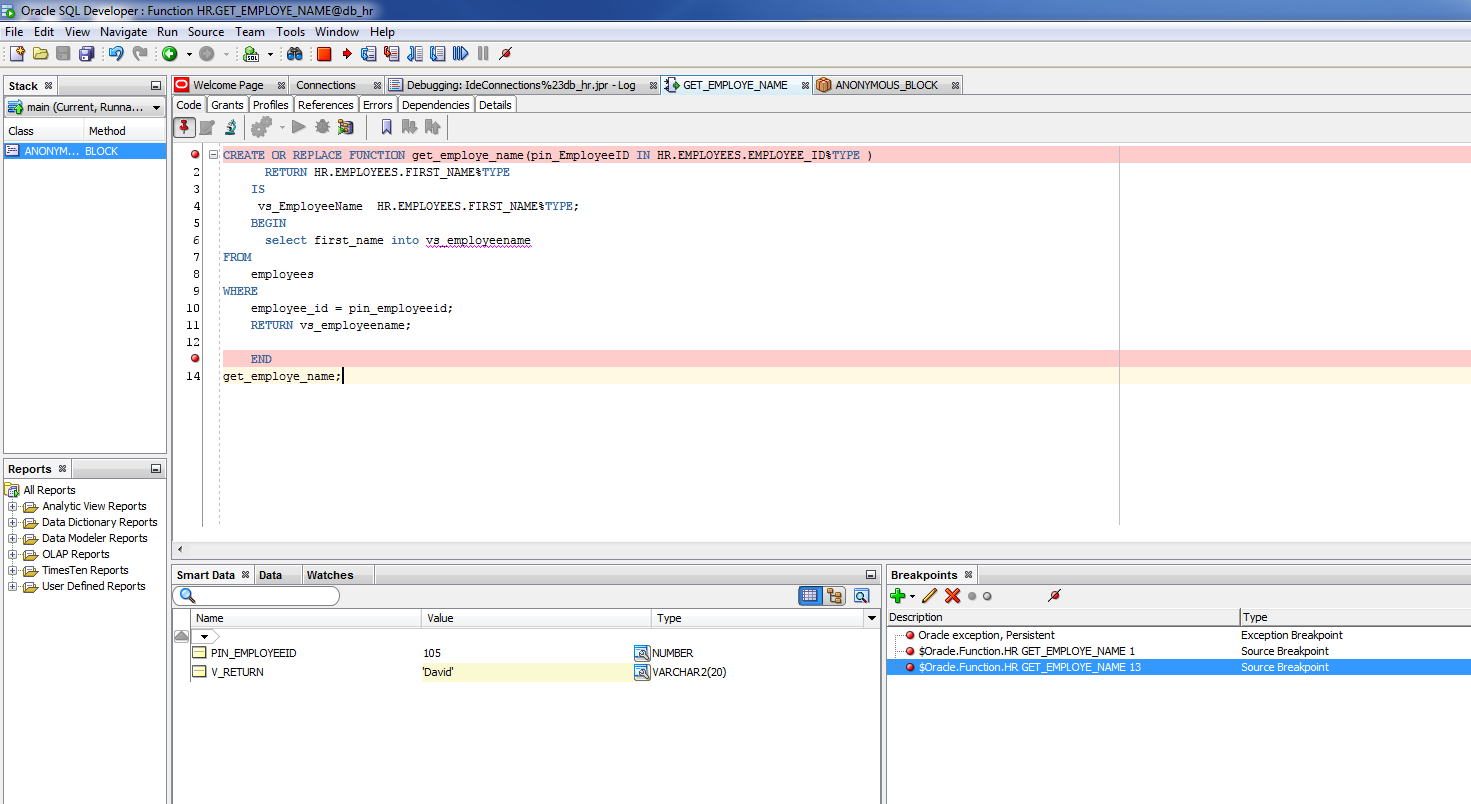 Oracle SQL Developer : Function HR.GET_EMPLOYE_NAME@db_hr
File Edit View Navigate Run Source Team Tools Window Help
SQL
Stack
main (Current, Runna...
Class Method
ANONYM... BLOCK
Welcome Page Connections Debugging: IdeConnections%23db_hr.jpr - Log GET_EMPLOYE_NAME ANONYMOUS_BLOCK
Code Grants Profiles References Errors Dependencies Details
CREATE OR REPLACE FUNCTION get_employe_name(pin_EmployeeID IN HR.EMPLOYEES.EMPLOYEE_ID%TYPE )
2 RETURN HR.EMPLOYEES.FIRST_NAME%TYPE
3 IS
4 vs_EmployeeName HR.EMPLOYEES.FIRST_NAME%TYPE;
5 BEGIN
6 select first_name into vs_employeename
7 FROM
8 employees
9 WHERE
10 employee_id = pin_employeeid;
11 RETURN vs_employeename;
12
END
14 get_employe_name;
Reports
All Reports
Analytic View Reports
Data Dictionary Reports
Data Modeler Reports
OLAP Reports
TimesTen Reports
User Defined Reports
Smart Data Data Watches
Name Value Type
PIN_EMPLOYEEID 105 NUMBER
V_RETURN 'David' VARCHAR2(20)
Breakpoints
Description Type
Oracle exception, Persistent Exception Breakpoint
$Oracle.Function.HR GET_EMPLOYE_NAME 1 Source Breakpoint
$Oracle.Function.HR GET_EMPLOYE_NAME 13 Source Breakpoint